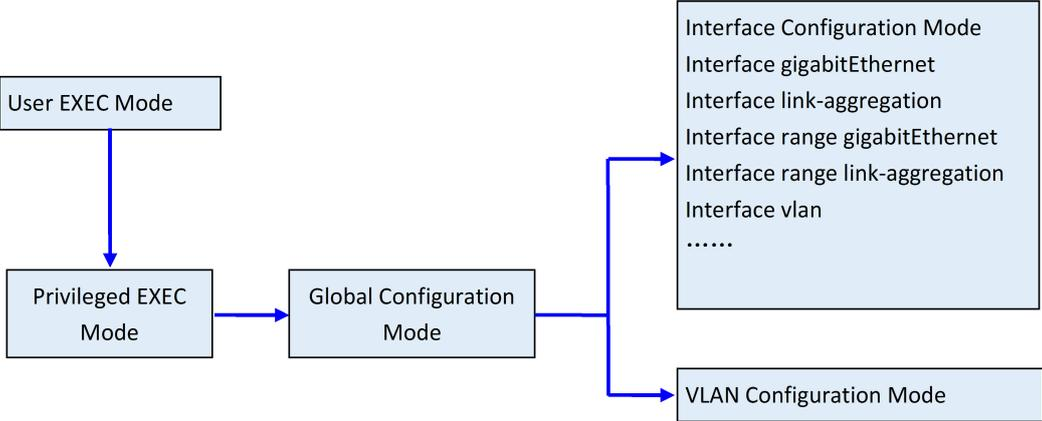 User EXEC Mode
Privileged EXEC
Mode
Global Configuration
Mode
Interface Configuration Mode
Interface gigabitEthernet
Interface link-aggregation
Interface range gigabitEthernet
Interface range link-aggregation
Interface vlan
……
VLAN Configuration Mode